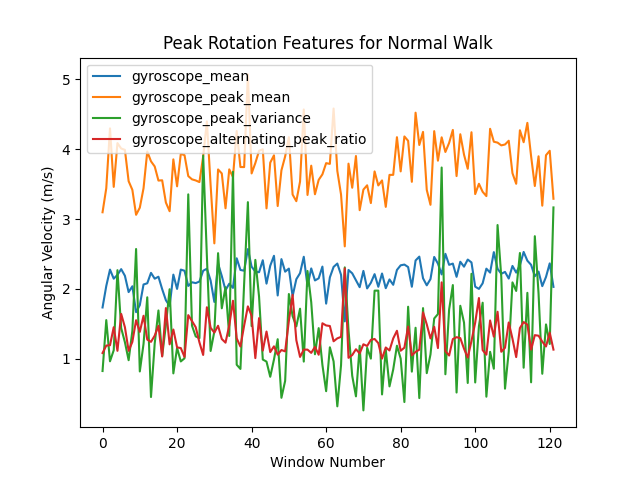 Peak Rotation Features for Normal Walk
gyroscope_mean
gyroscope_peak_mean
gyroscope_peak_variance
gyroscope_alternating_peak_ratio
Angular Velocity (m/s)
5
4
3
2
1
0 20 40 60 80 100 120
Window Number